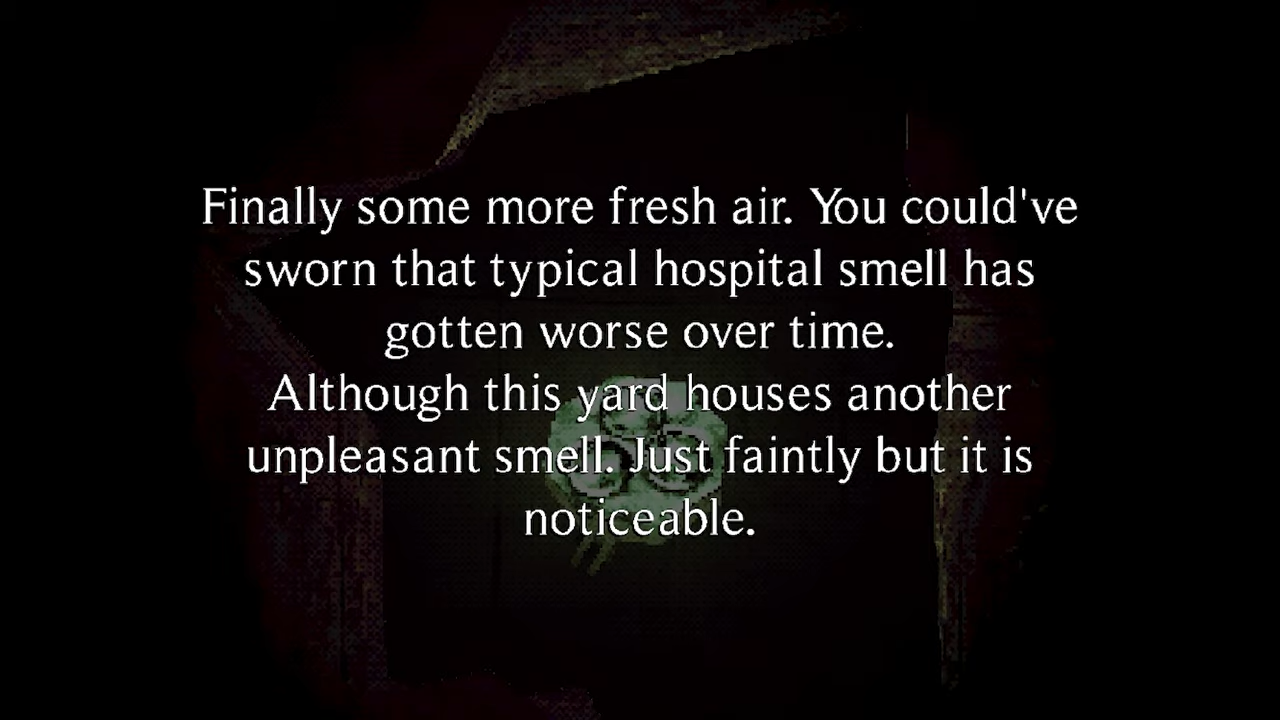 Finally some more fresh air. You could've
sworn that typical hospital smell has
gotten worse over time.
Although this yard houses another
unpleasant smell. Just faintly but it is
noticeable.